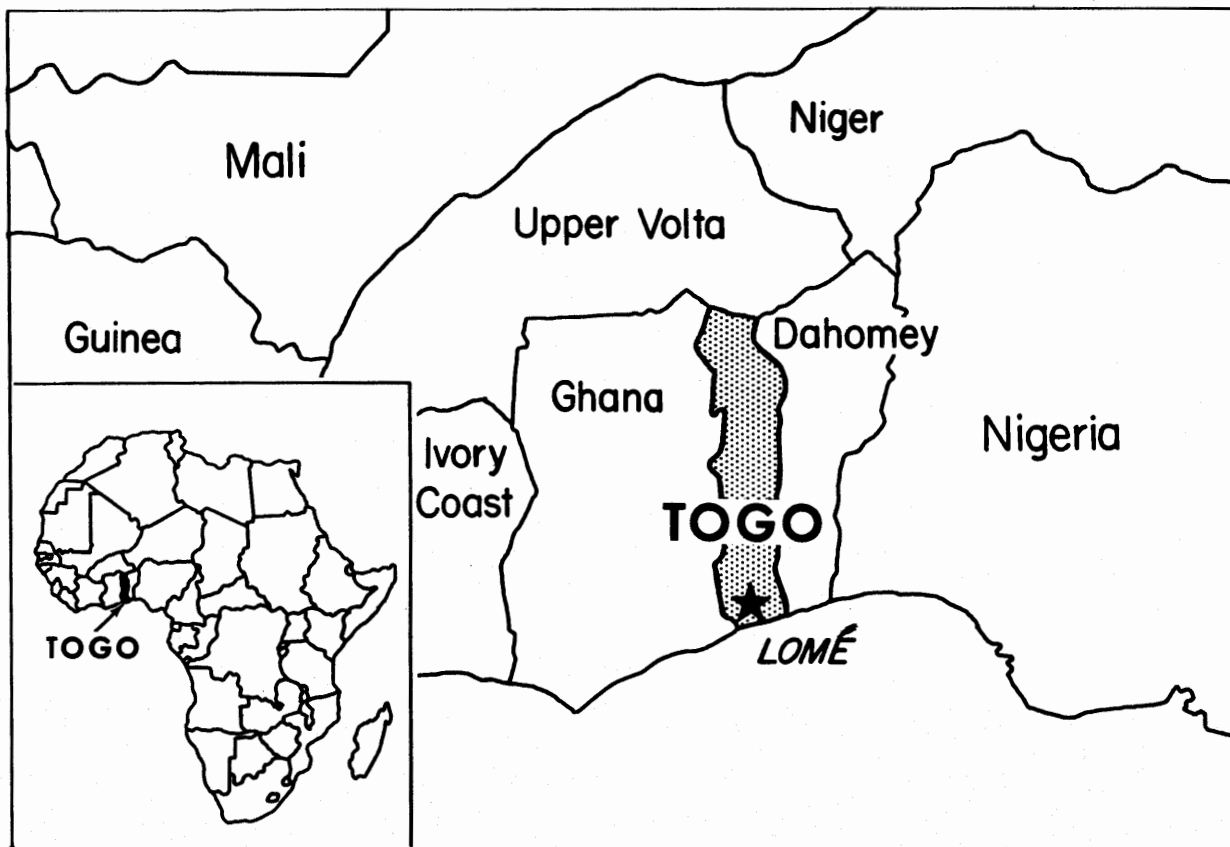 Niger
Mali
Upper Volta
Guinea
Dahomey
Ghana
Nigeria
Ivory
Coast
TOGO
LOMÉ
TOGO